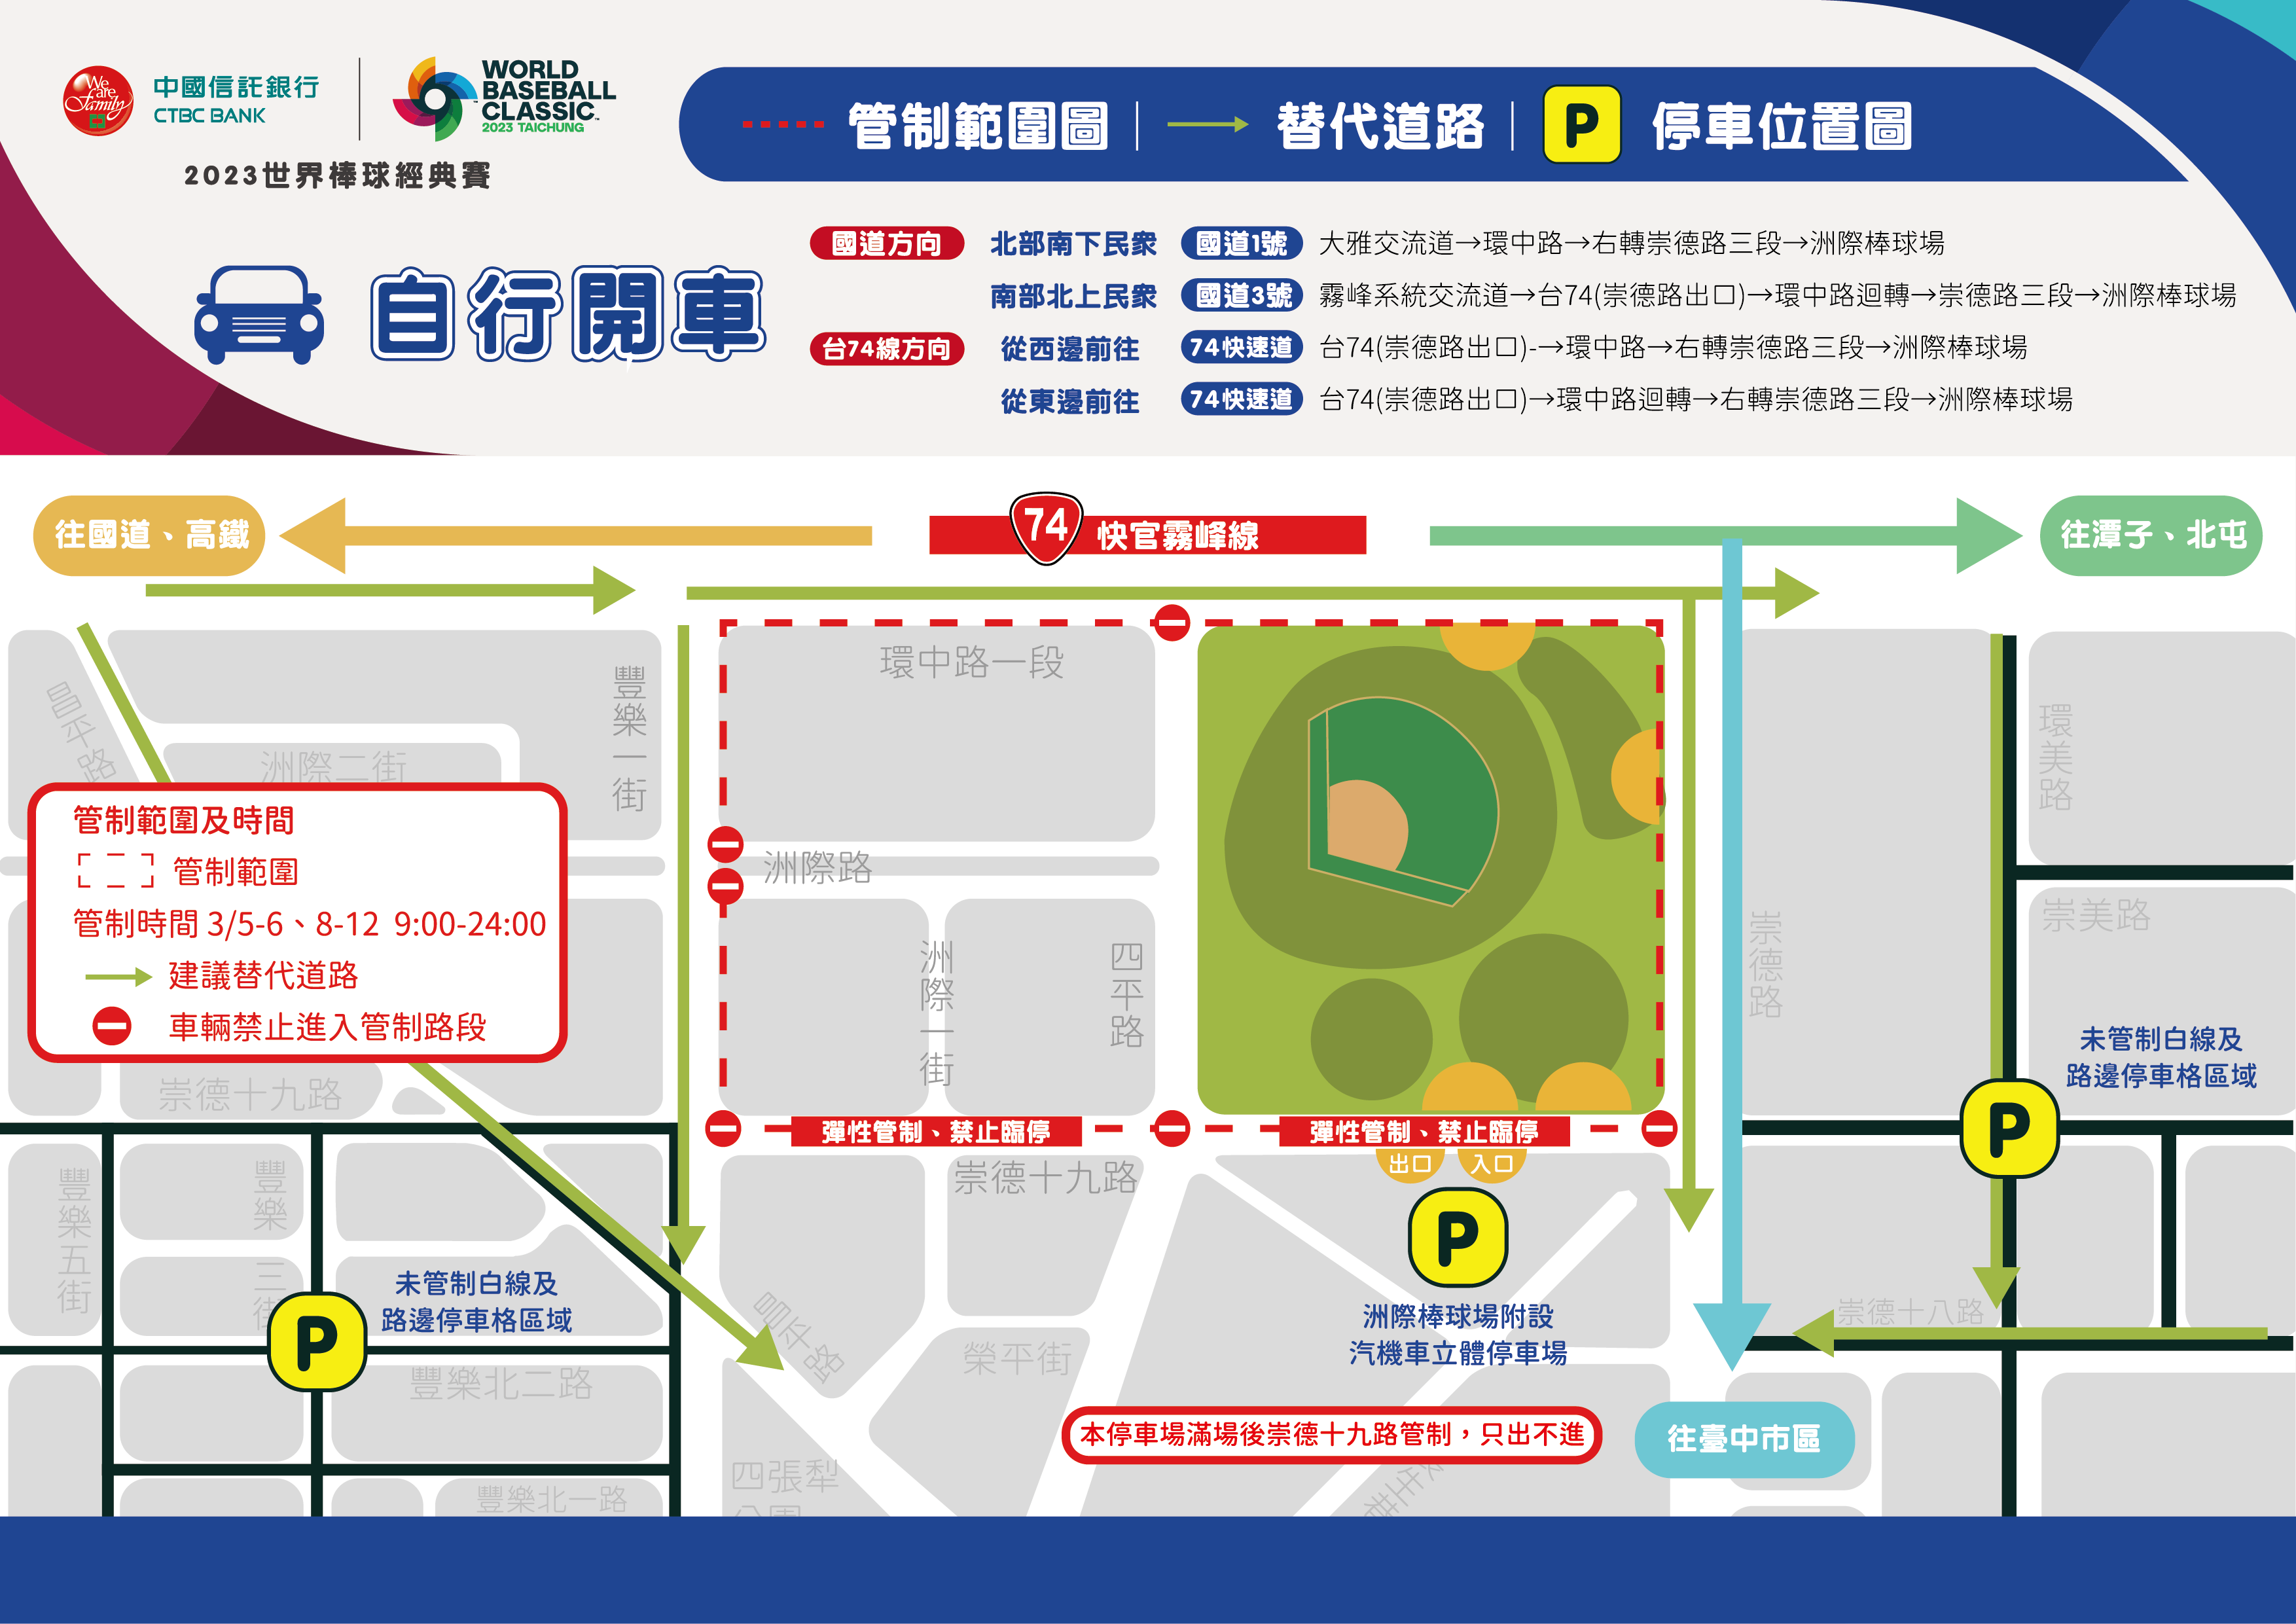 We are Family
中國信託銀行
CTBC BANK
WORLD
BASEBALL
CLASSIC™
2023 TAICHUNG
2023世界棒球經典賽
管制範圍圖
替代道路
P 停車位置圖
自行開車
國道方向 北部南下民眾 國道1號 大雅交流道→環中路→右轉崇德路三段→洲際棒球場
南部北上民眾 國道3號 霧峰系統交流道→台74(崇德路出口)→環中路迴轉→崇德路三段→洲際棒球場
台74線方向 從西邊前往 74快速道 台74(崇德路出口)-→環中路→右轉崇德路三段→洲際棒球場
從東邊前往 74快速道 台74(崇德路出口)→環中路迴轉→右轉崇德路三段→洲際棒球場
往國道、高鐵
74 快官霧峰線
往潭子、北屯
昌平路
洲際二街
豐樂一街
環中路一段
環美路
管制範圍及時間
管制範圍
管制時間 3/5-6、8-12 9:00-24:00
建議替代道路
車輛禁止進入管制路段
洲際路
洲際一街
四平路
崇德路
崇美路
未管制白線及
路邊停車格區域
P
崇德十九路
彈性管制、禁止臨停
彈性管制、禁止臨停
出口
入口
崇德十九路
豐樂五街
豐樂三街
未管制白線及
路邊停車格區域
P
P
洲際棒球場附設
汽機車立體停車場
崇德十八路
昌平路
榮平街
豐樂北二路
本停車場滿場後崇德十九路管制，只出不進
往臺中市區
四張犁
公園
豐樂北一路